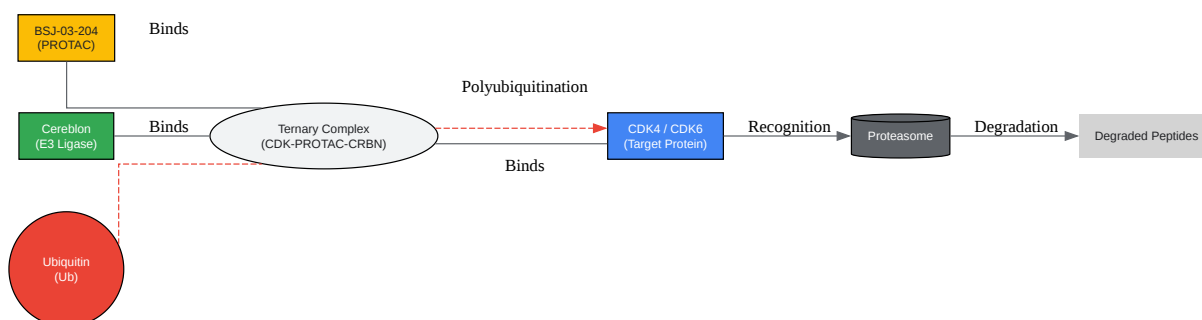 BSJ-03-204
(PROTAC)
Binds
Polyubiquitination
Cereblon
(E3 Ligase)
Binds
Ternary Complex
(CDK-PROTAC-CRBN)
CDK4 / CDK6
(Target Protein)
Recognition
Proteasome
Degradation
Degraded Peptides
Binds
Ubiquitin
(Ub)